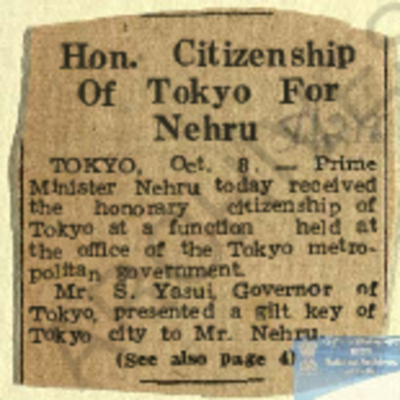 Hon. Citizenship
Of Tokyo For
Nehru
TOKYO, Oct. 8. — Prime
Minister Nehru today received
the honorary citizenship of
Tokyo at a function held at
the office of the Tokyo metro-
politan government.
Mr. S. Yasui, Governor of
Tokyo, presented a gilt key of
Tokyo city to Mr. Nehru.
(See also page 4)